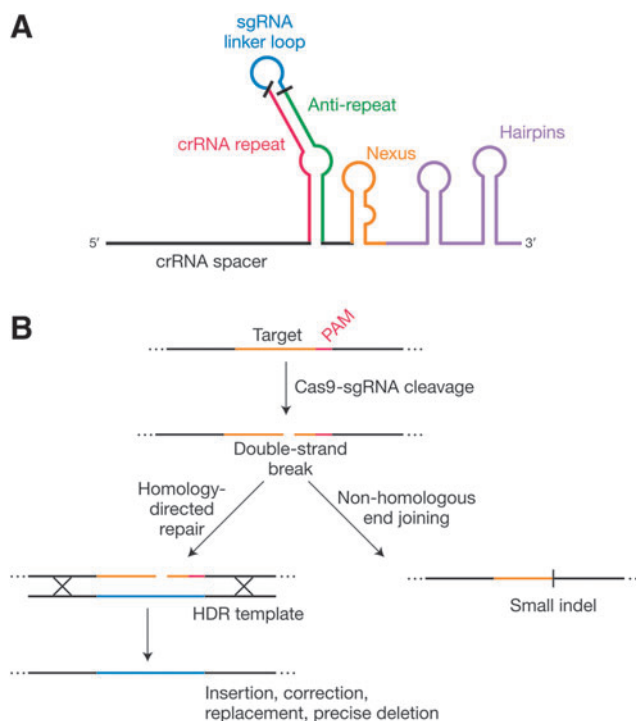 A
sgRNA
linker loop
Anti-repeat
crRNA repeat
Nexus
Hairpins
5′
3′
crRNA spacer
B
Target
PAM
Cas9-sgRNA cleavage
Double-strand
break
Homology-
directed
repair
Non-homologous
end joining
HDR template
Small indel
Insertion, correction,
replacement, precise deletion